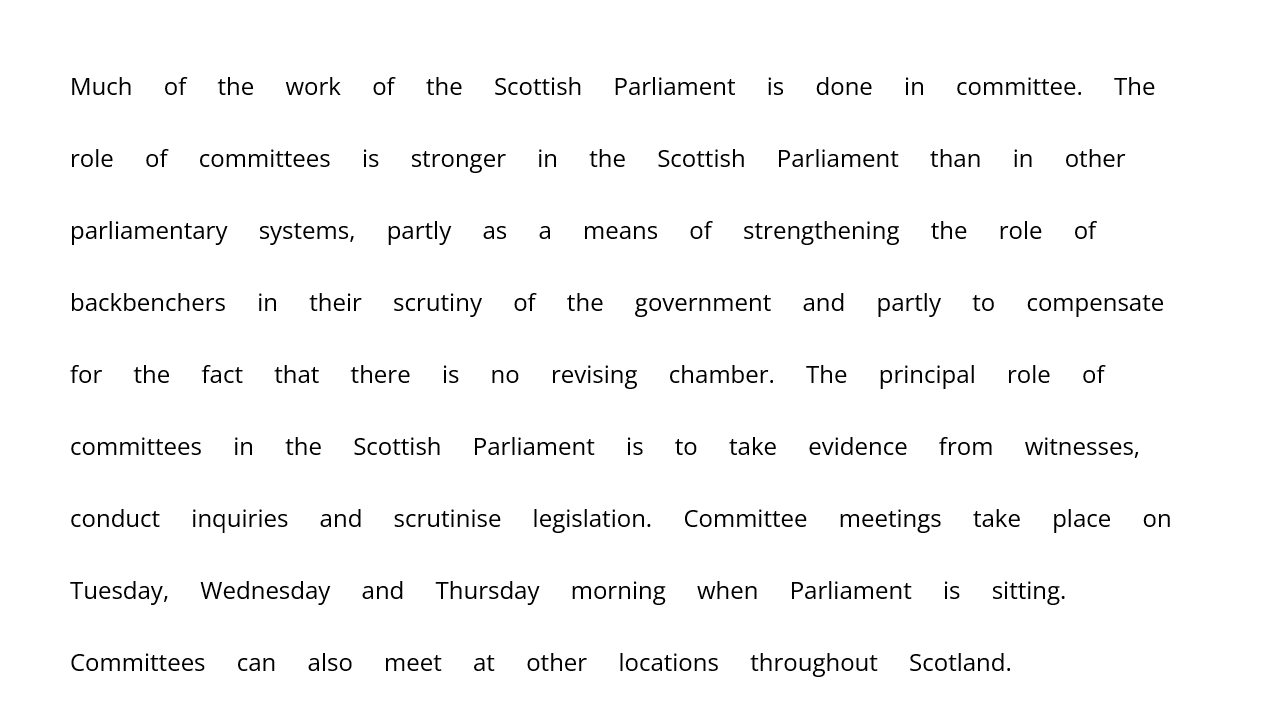 Much of the work of the Scottish Parliament is done in committee. The
role of committees is stronger in the Scottish Parliament than in other
parliamentary systems, partly as a means of strengthening the role of
backbenchers in their scrutiny of the government and partly to compensate
for the fact that there is no revising chamber. The principal role of
committees in the Scottish Parliament is to take evidence from witnesses,
conduct inquiries and scrutinise legislation. Committee meetings take place on
Tuesday, Wednesday and Thursday morning when Parliament is sitting.
Committees can also meet at other locations throughout Scotland.